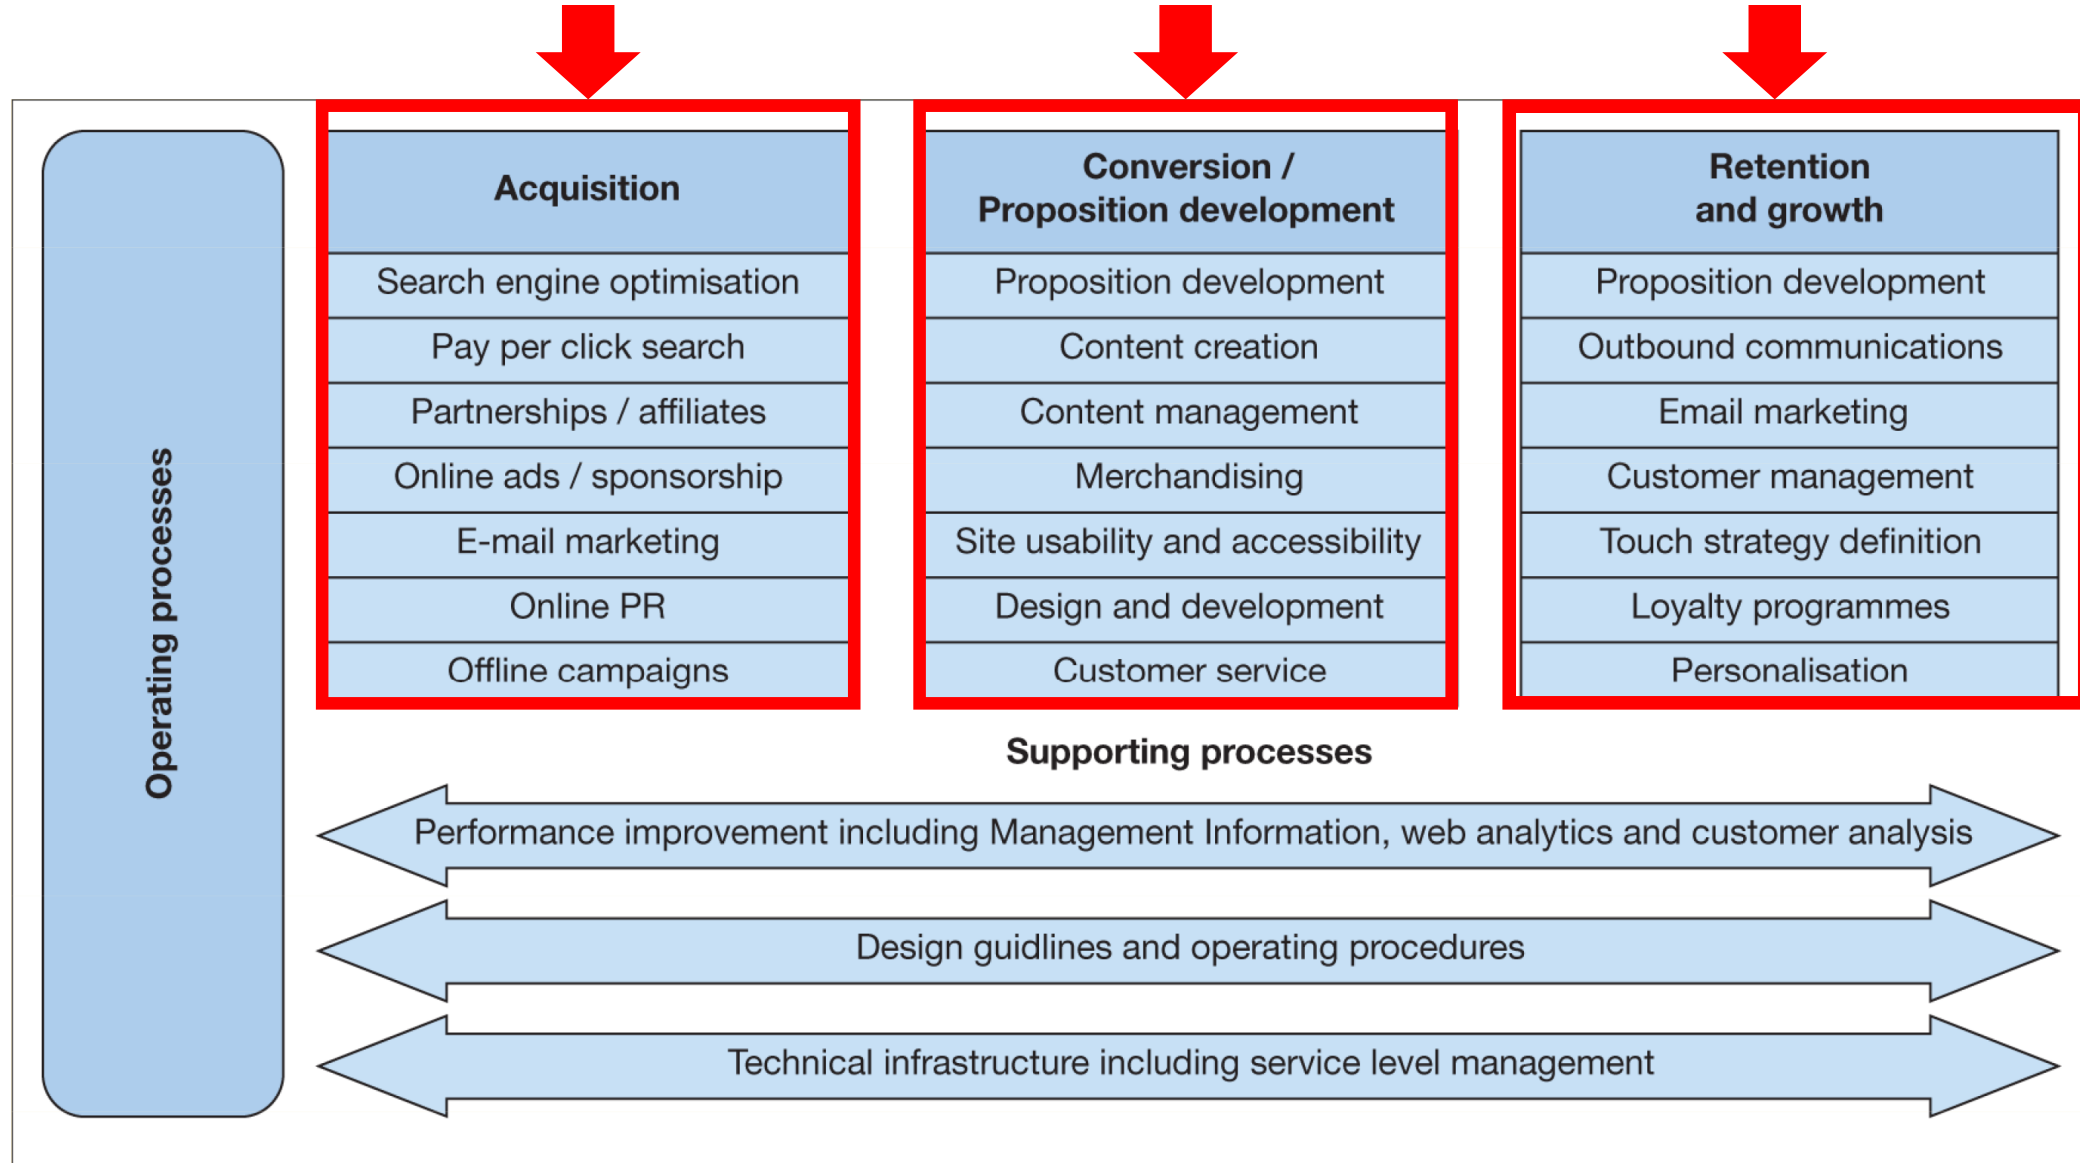 Operating processes
Acquisition
Search engine optimisation
Pay per click search
Partnerships / affiliates
Online ads / sponsorship
E-mail marketing
Online PR
Offline campaigns
Conversion /
Proposition development
Proposition development
Content creation
Content management
Merchandising
Site usability and accessibility
Design and development
Customer service
Retention
and growth
Proposition development
Outbound communications
Email marketing
Customer management
Touch strategy definition
Loyalty programmes
Personalisation
Supporting processes
Performance improvement including Management Information, web analytics and customer analysis
Design guidlines and operating procedures
Technical infrastructure including service level management